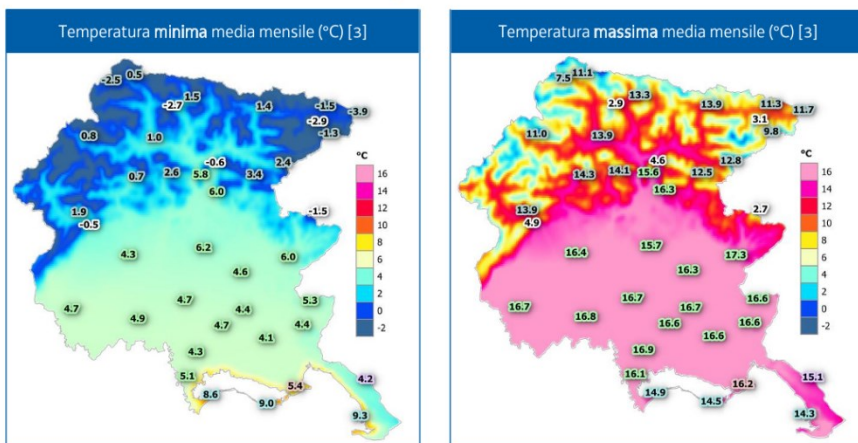 Temperatura minima media mensile (°C) [3]
-2.5 0.5
-2.7 1.5 1.4 -1.5 -3.9
-2.9
0.8 1.0 -1.3
-0.6 2.4
0.7 2.6 5.8 3.4
6.0
1.9 -1.5
-0.5
4.3 6.2 6.0
4.6
4.7 4.7 5.3
4.9 4.4
4.7 4.4
4.1
4.3
5.1 5.4 4.2
8.6 9.0
9.3
°C
16
14
12
10
8
6
4
2
0
-2
Temperatura massima media mensile (°C) [3]
7.5 11.1
2.9 13.3 13.9 11.3 11.7
3.1
11.0 13.9 9.8
4.6 12.8
14.3 14.1 15.6 12.5
16.3
13.9 2.7
4.9
16.4 15.7 17.3
16.3
16.7 16.7 16.6
16.8 16.7
16.6 16.6
16.6
16.9
16.1 16.2 15.1
14.9 14.5
14.3
°C
16
14
12
10
8
6
4
2
0
-2